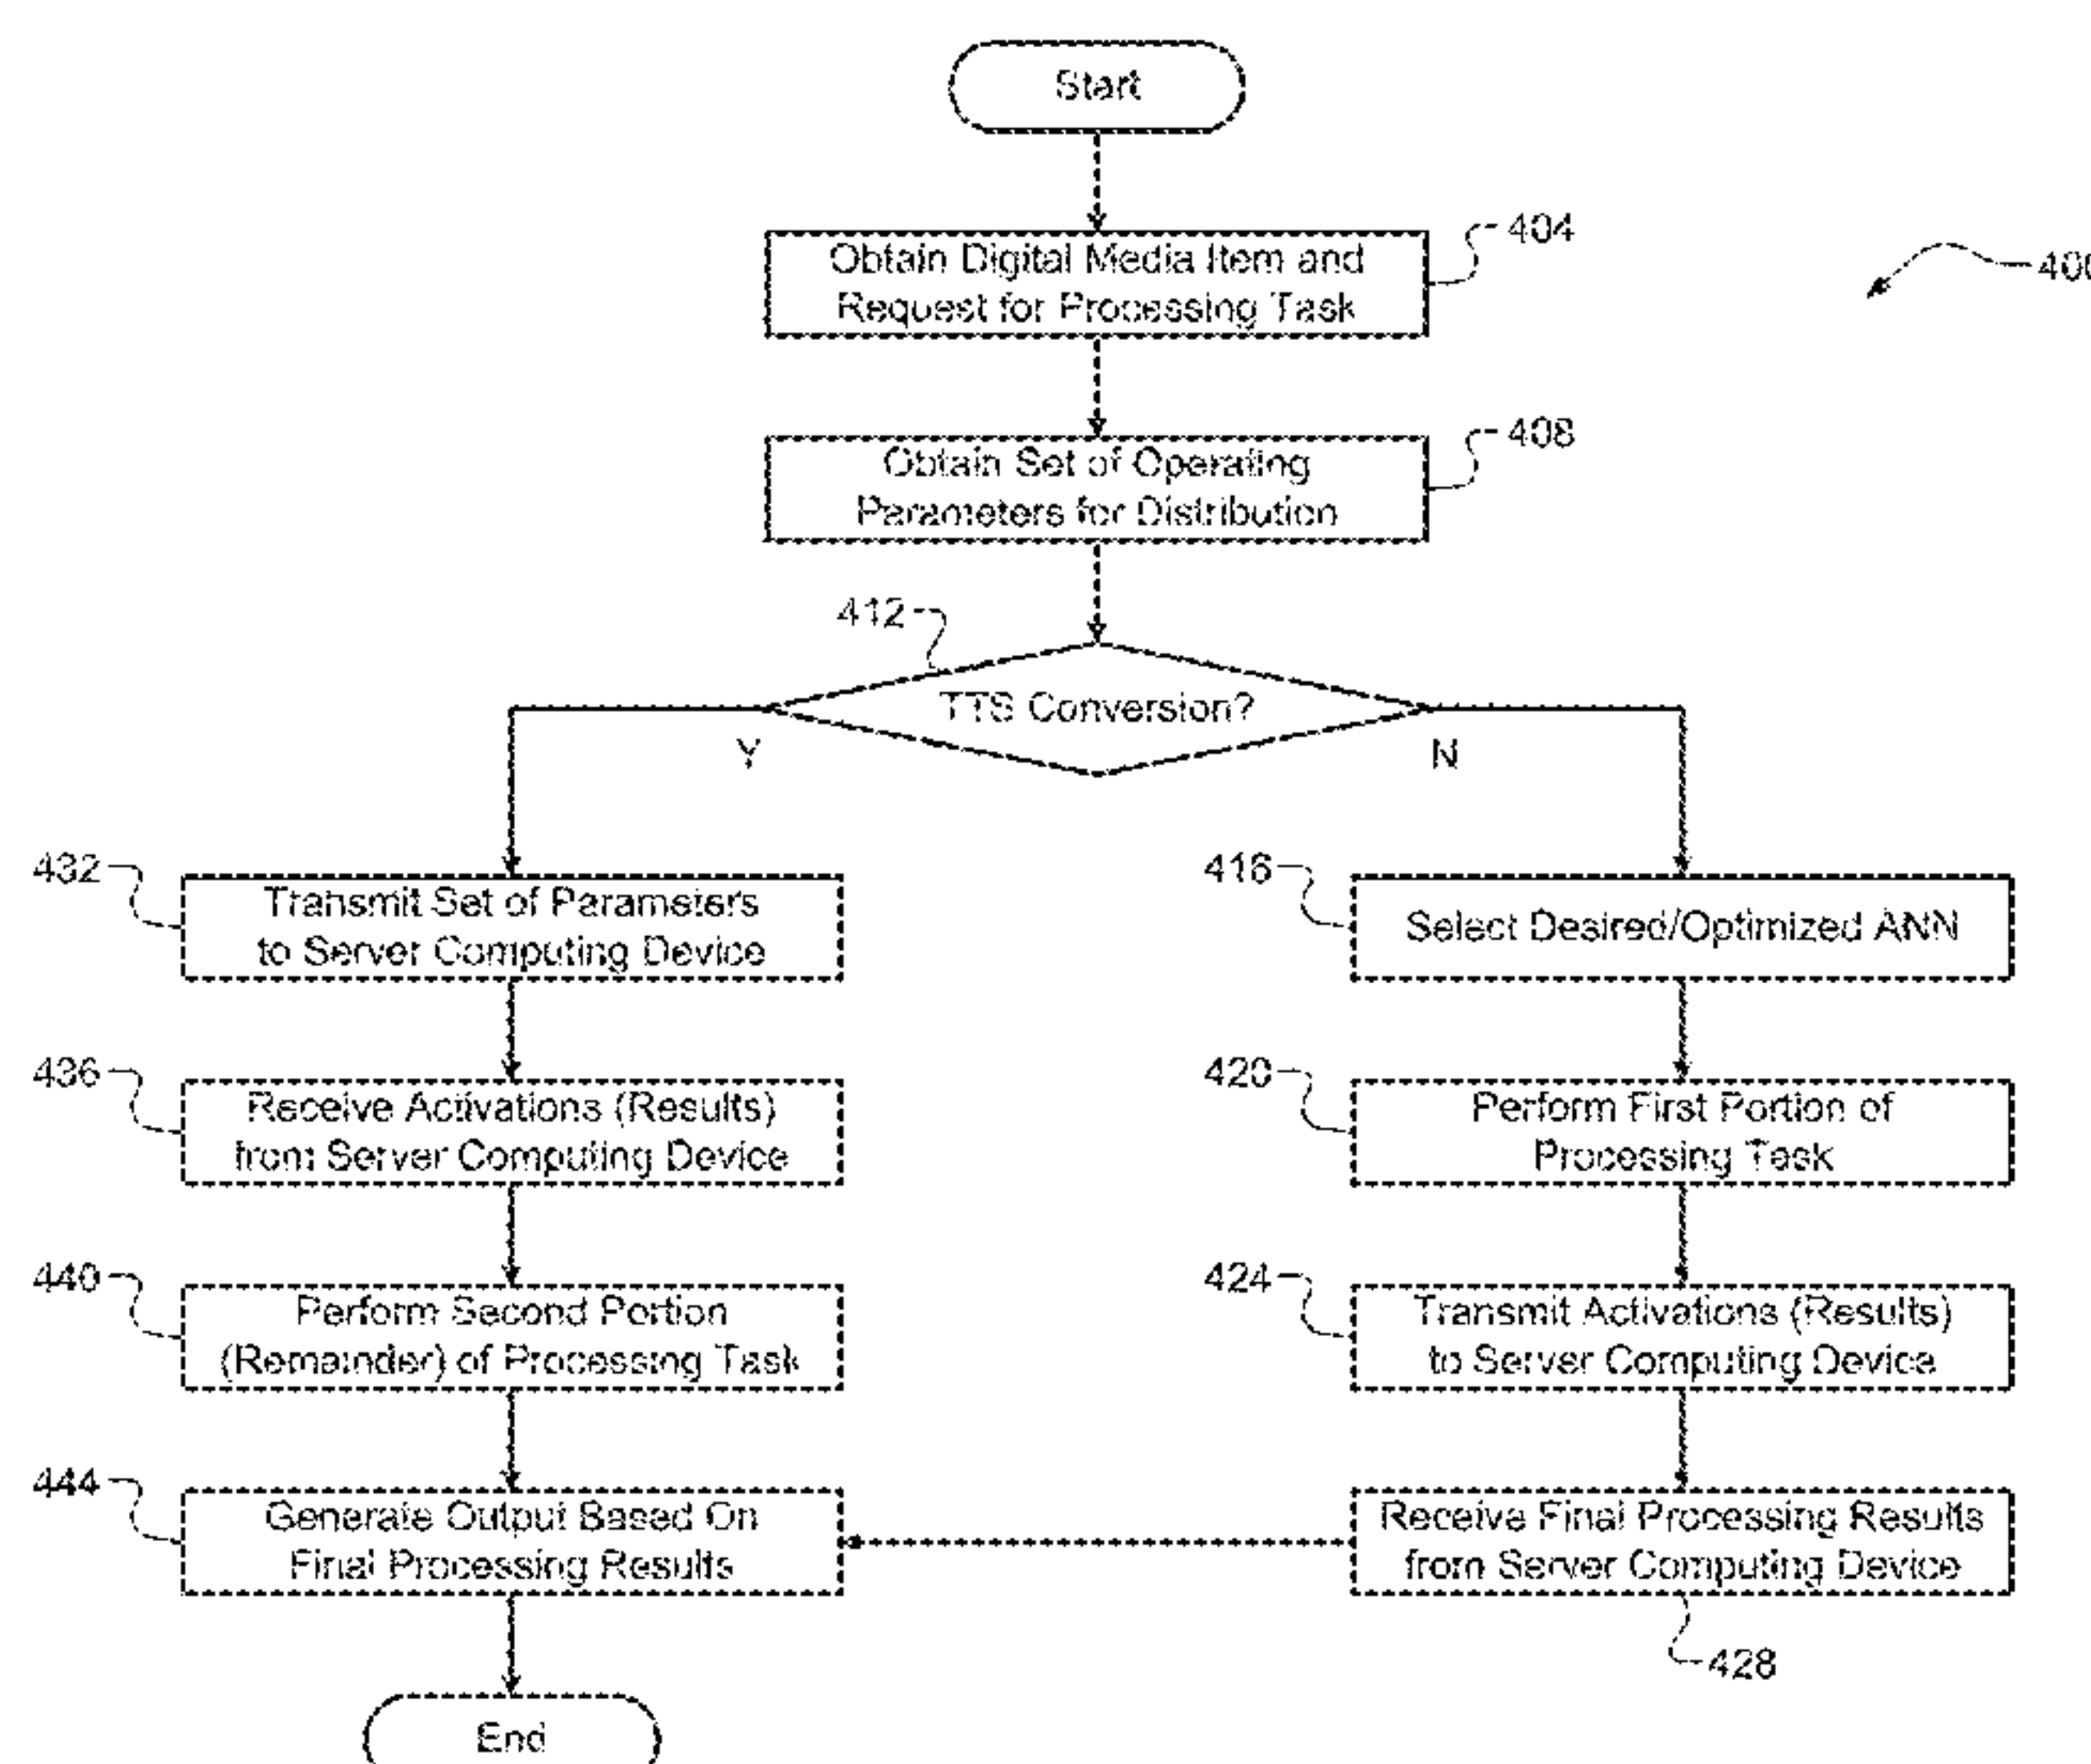 Start
Obtain Digital Media Item and
Request for Processing Task
404
400
Obtain Set of Operating
Parameters for Distribution
408
412
TTS Conversion?
Y
N
432
Transmit Set of Parameters
to Server Computing Device
416
Select Desired/Optimized ANN
436
Receive Activations (Results)
from Server Computing Device
420
Perform First Portion of
Processing Task
440
Perform Second Portion
(Remainder) of Processing Task
424
Transmit Activations (Results)
to Server Computing Device
444
Generate Output Based On
Final Processing Results
Receive Final Processing Results
from Server Computing Device
428
End